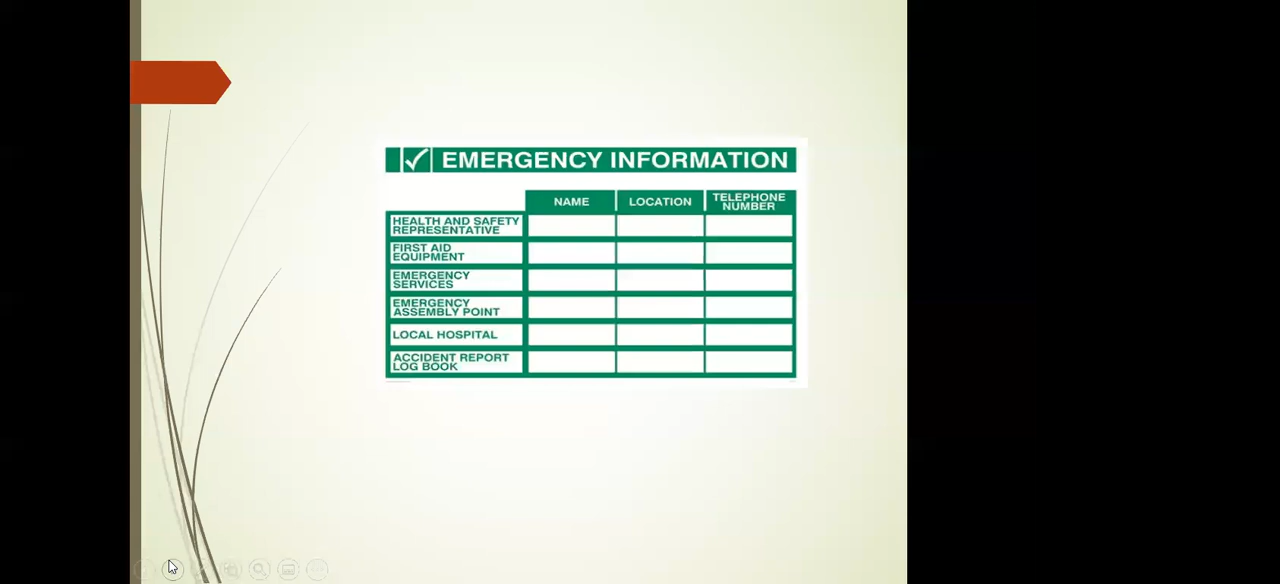 EMERGENCY INFORMATION
NAME LOCATION TELEPHONE NUMBER
HEALTH AND SAFETY
REPRESENTATIVE
FIRST AID
EQUIPMENT
EMERGENCY
SERVICES
EMERGENCY
ASSEMBLY POINT
LOCAL HOSPITAL
ACCIDENT REPORT
LOG BOOK